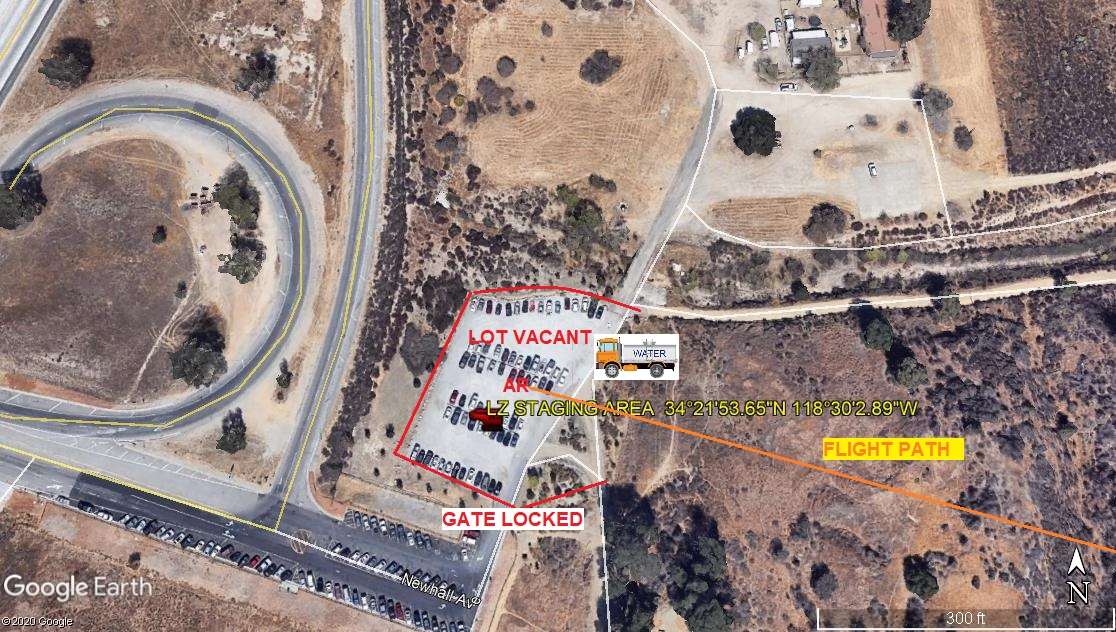 LOT VACANT
WATER
AR
LZ STAGING AREA 34°21'53.65"N 118°30'2.89"W
FLIGHT PATH
GATE LOCKED
Newhall Ave
Google Earth
N
300 ft
©2020 Google